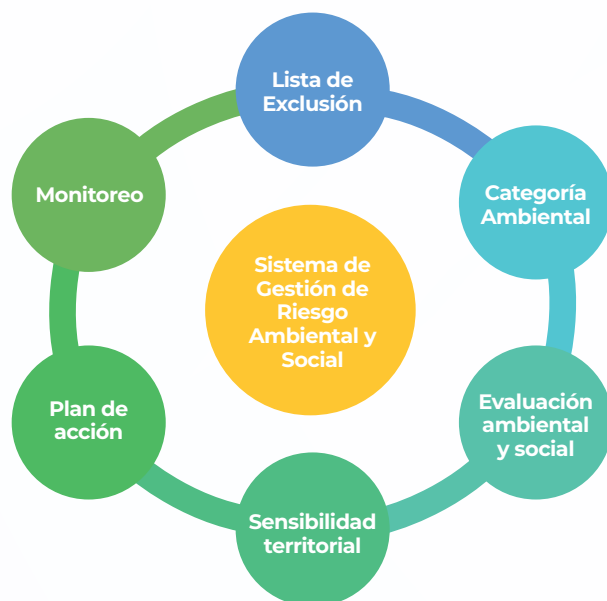 Lista de
Exclusión
Categoría
Ambiental
Evaluación
ambiental
y social
Sensibilidad
territorial
Plan de
acción
Monitoreo
Sistema de
Gestión de
Riesgo
Ambiental y
Social